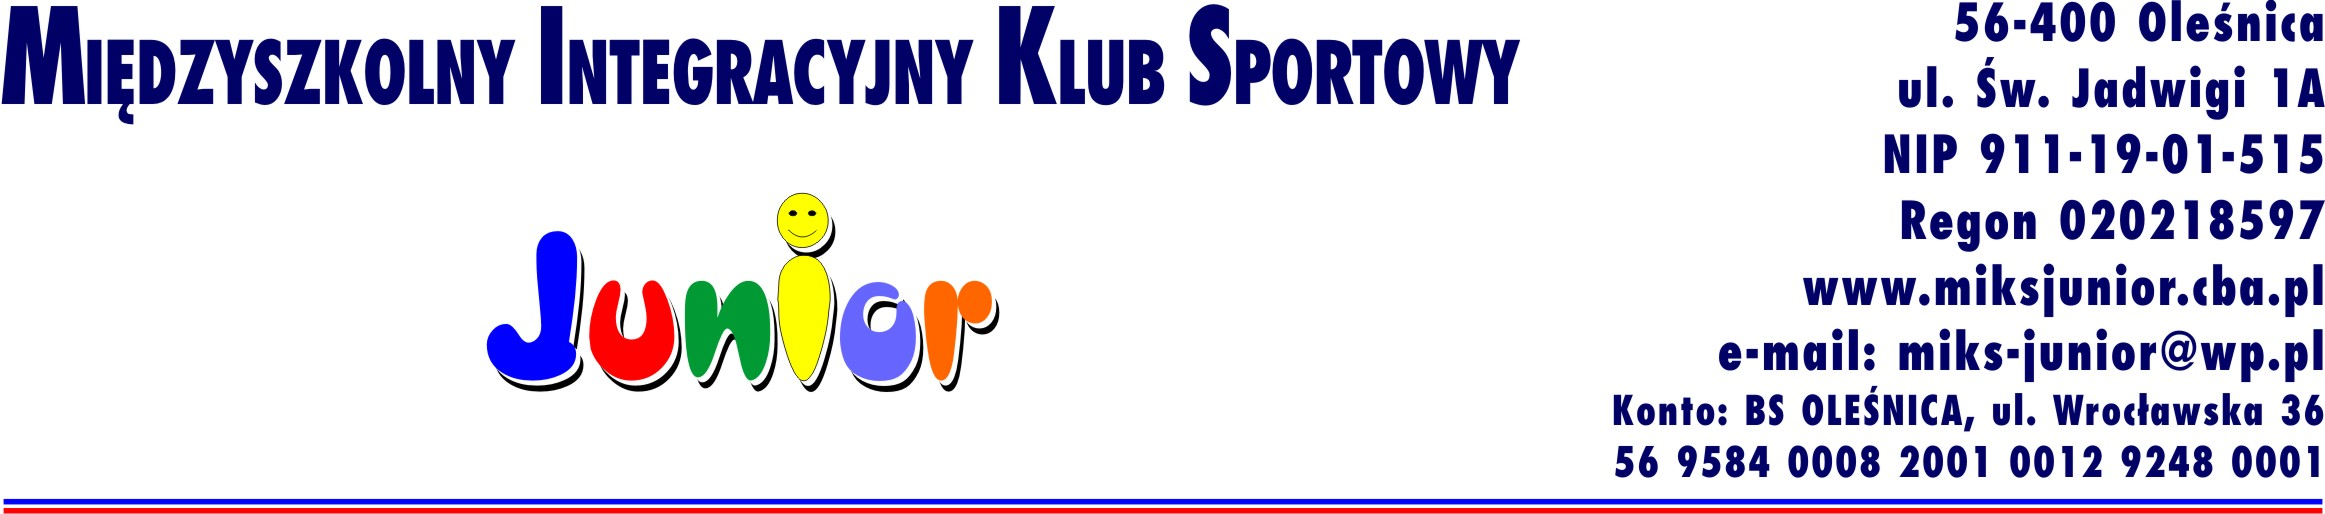 MIĘDZYSZKOLNY INTEGRACYJNY KLUB SPORTOWY
Junior
56-400 Oleśnica
ul. Św. Jadwigi 1A
NIP 911-19-01-515
Regon 020218597
www.miksjunior.cba.pl
e-mail: miks-junior@wp.pl
Konto: BS OLEŚNICA, ul. Wrocławska 36
56 9584 0008 2001 0012 9248 0001